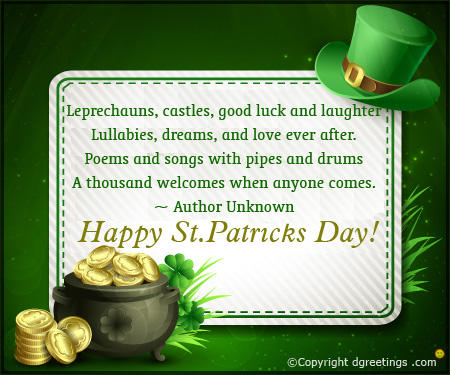 Leprechauns, castles, good luck and laughter
Lullabies, dreams, and love ever after.
Poems and songs with pipes and drums
A thousand welcomes when anyone comes.
~ Author Unknown
Happy St.Patricks Day!
©Copyright dgreetings .com